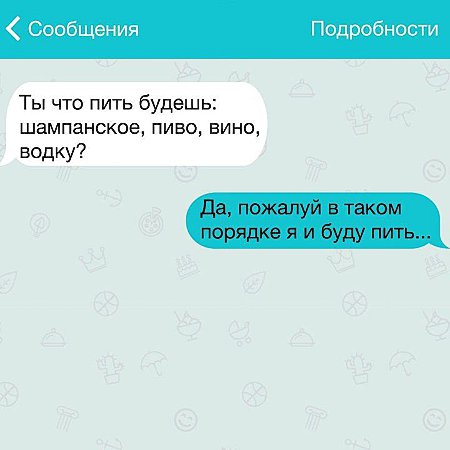 Сообщения
Подробности
Ты что пить будешь:
шампанское, пиво, вино,
водку?
Да, пожалуй в таком
порядке я и буду пить...